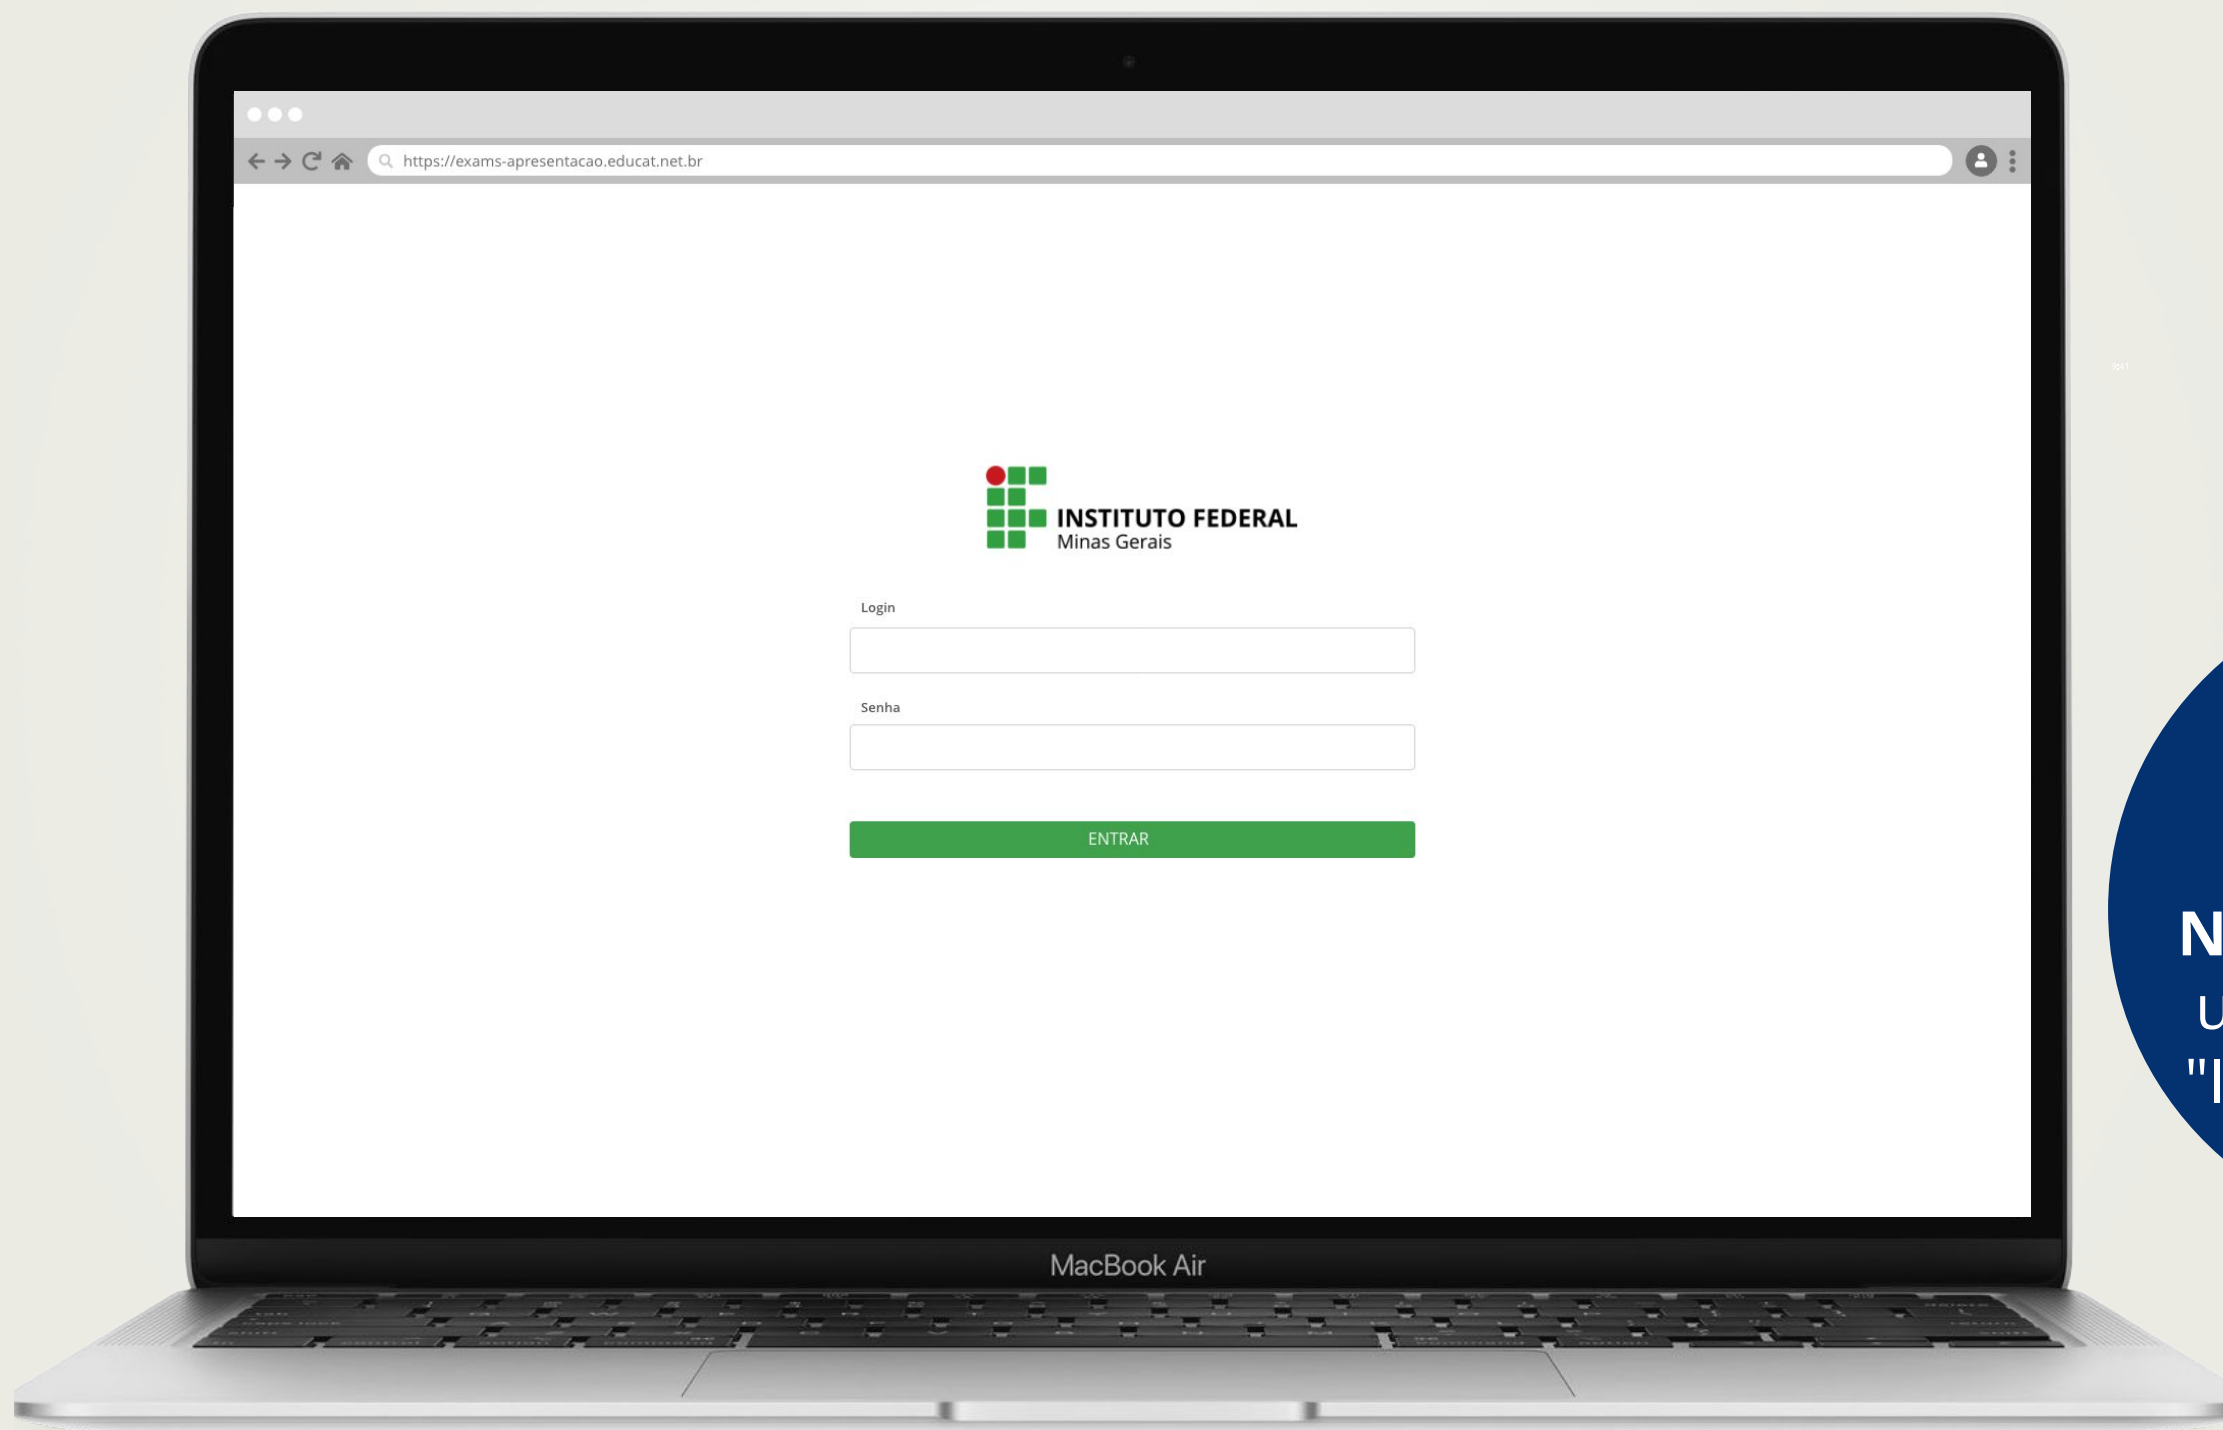 https://exams-apresentacao.educat.net.br
INSTITUTO FEDERAL
Minas Gerais
Login
Senha
ENTRAR
MacBook Air